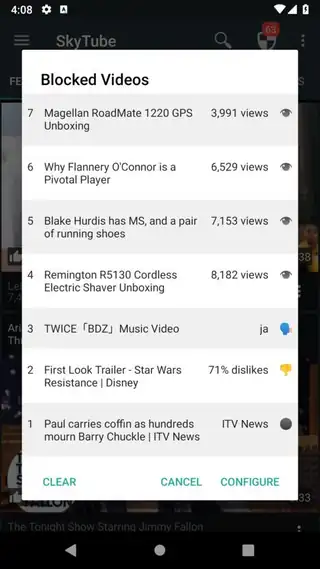 4:08
SkyTube
63
Blocked Videos
7 Magellan RoadMate 1220 GPS 3,991 views
Unboxing
6 Why Flannery O'Connor is a 6,529 views
Pivotal Player
5 Blake Hurdis has MS, and a pair 7,153 views
of running shoes
4 Remington R5130 Cordless 8,182 views
Electric Shaver Unboxing
3 TWICE「BDZ」Music Video ja
2 First Look Trailer - Star Wars 71% dislikes
Resistance | Disney
1 Paul carries coffin as hundreds ITV News
mourn Barry Chuckle | ITV News
CLEAR CANCEL CONFIGURE
The Tonight Show Starring Jimmy Fallon